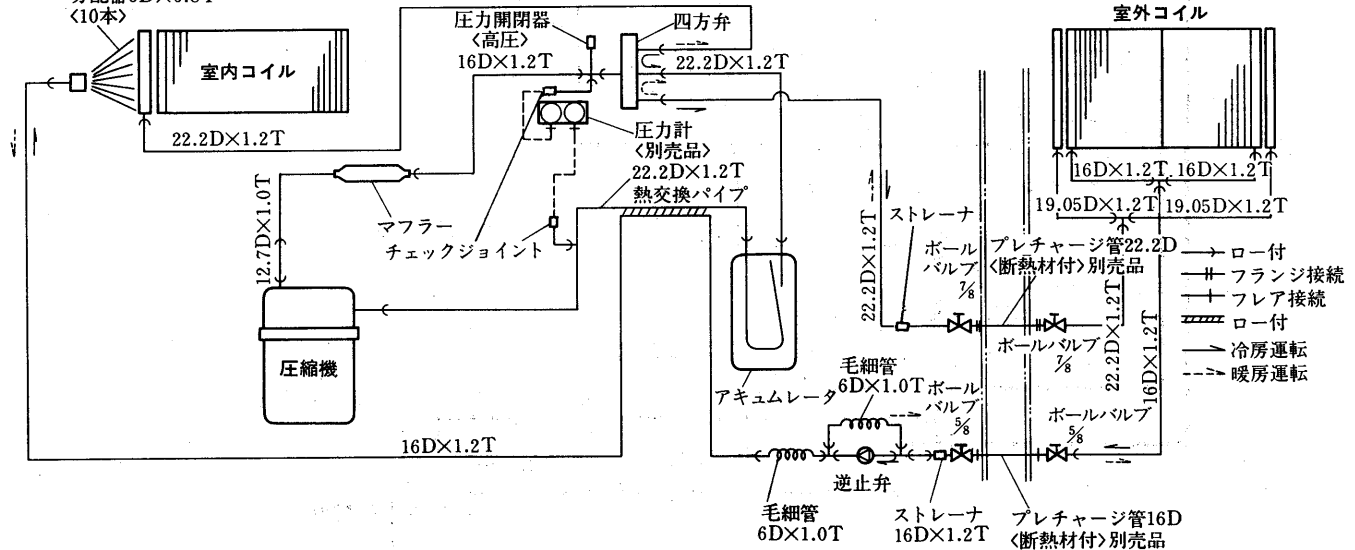 〈10本〉
室内コイル
圧力開閉器
〈高圧〉
16D×1.2T
四方弁
22.2D×1.2T
室外コイル
22.2D×1.2T
圧力計
〈別売品〉
22.2D×1.2T
熱交換パイプ
16D×1.2T
16D×1.2T
19.05D×1.2T
19.05D×1.2T
12.7D×1.0T
マフラー
チェックジョイント
22.2D×1.2T
ストレーナ
ボール
バルブ
7/8
プレチャージ管22.2D
〈断熱材付〉別売品
ロー付
フランジ接続
フレア接続
ロー付
冷房運転
暖房運転
圧縮機
アキュムレータ
ボールバルブ
7/8
22.2D×1.2T
16D×1.2T
毛細管
6D×1.0T
ボール
バルブ
5/8
ボールバルブ
5/8
16D×1.2T
逆止弁
毛細管
6D×1.0T
ストレーナ
16D×1.2T
プレチャージ管16D
〈断熱材付〉別売品